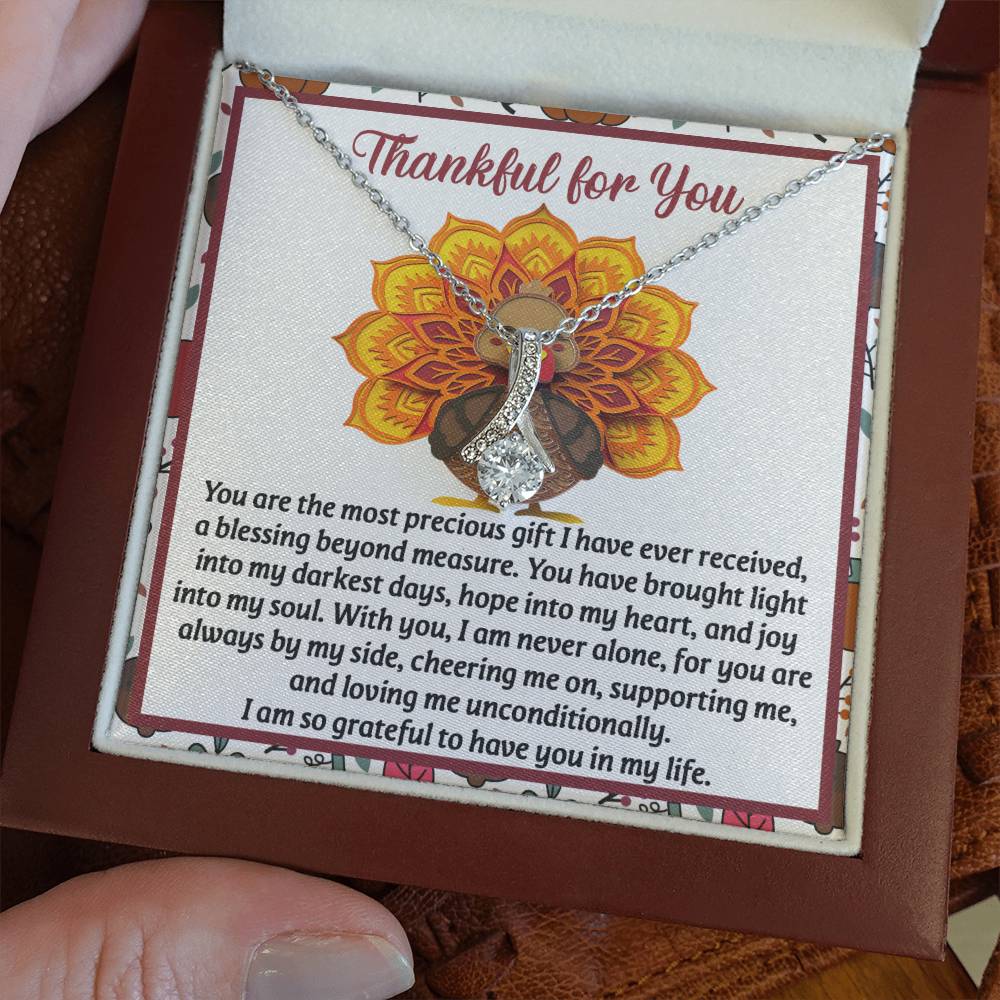 Thankful for You
You are the most precious gift I have ever received,
a blessing beyond measure. You have brought light
into my darkest days, hope into my heart, and joy
into my soul. With you, I am never alone, for you are
always by my side, cheering me on, supporting me,
and loving me unconditionally.
I am so grateful to have you in my life.